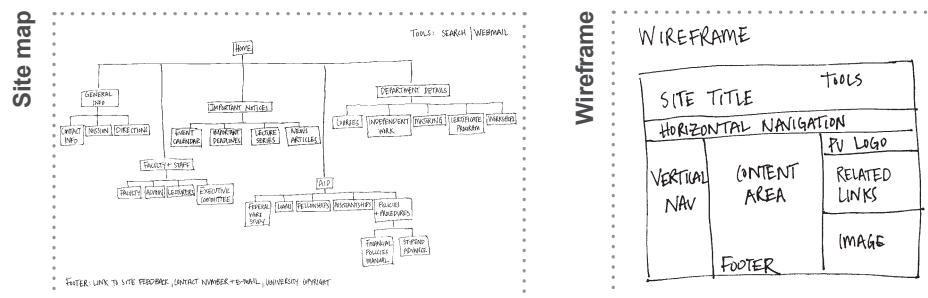 Site map
TOOLS: SEARCH | WEBMAIL
HOME
GENERAL
INFO
CONTACT
INFO
MISSION
DIRECTIONS
IMPORTANT NOTICES
EVENT
CALENDAR
IMPORTANT
DEADLINES
LECTURE
SERIES
NEWS
ARTICLES
DEPARTMENT DETAILS
COURSES
INDEPENDENT
WORK
CERTIFICATE
PROGRAM
WORKSHOPS
FACULTY + STAFF
FACULTY
ADMIN
LECTURERS
EXECUTIVE
COMMITTEE
AID
FEDERAL
WORK
STUDY
LOANS
FELLOWSHIPS
ASSISTANTSHIPS
POLICIES
+ PROCEDURES
FINANCIAL
POLICIES
MANUAL
STIPEND
ADVANCE
FOOTER: LINK TO SITE FEEDBACK, CONTACT NUMBER + E-MAIL, UNIVERSITY COPYRIGHT
Wireframe
WIREFRAME
TOOLS
SITE TITLE
HORIZONTAL NAVIGATION
PU LOGO
VERTICAL
NAV
CONTENT
AREA
RELATED
LINKS
IMAGE
FOOTER